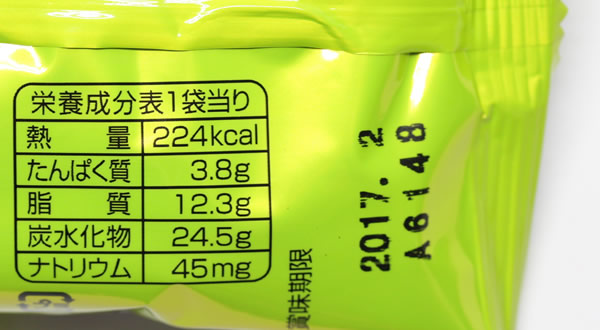 栄養成分表1袋当り
熱量 224kcal
たんぱく質 3.8g
脂質 12.3g
炭水化物 24.5g
ナトリウム 45mg
賞味期限
2017.2
A6148